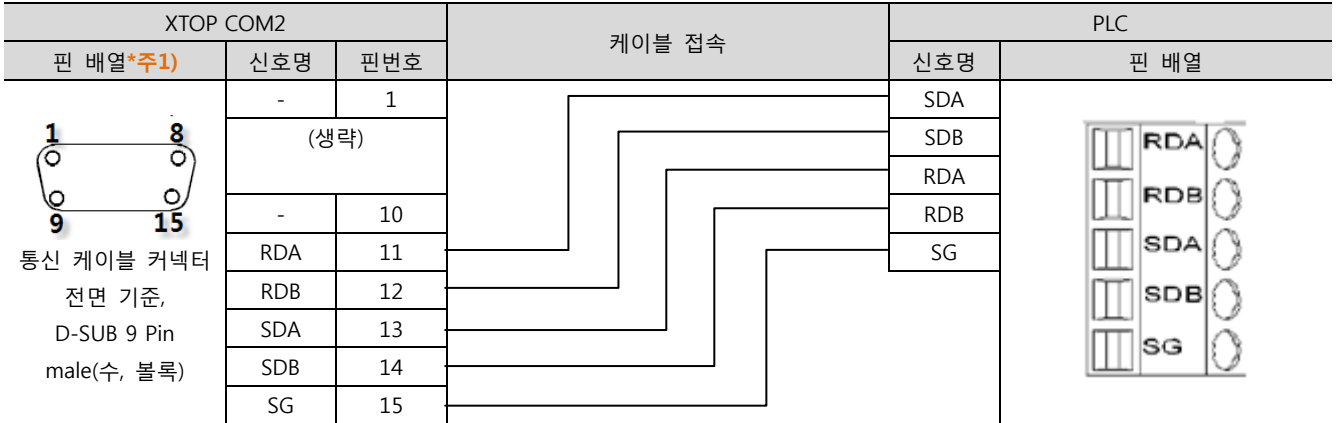 XTOP COM2
케이블 접속
PLC
핀 배열*주1)
신호명
핀번호
신호명
핀 배열
- 1
(생략)
- 10
RDA 11
RDB 12
SDA 13
SDB 14
SG 15
1 8
9 15
통신 케이블 커넥터
전면 기준,
D-SUB 9 Pin
male(수, 볼록)
SDA
SDB
RDA
RDB
SG
RDA
RDB
SDA
SDB
SG